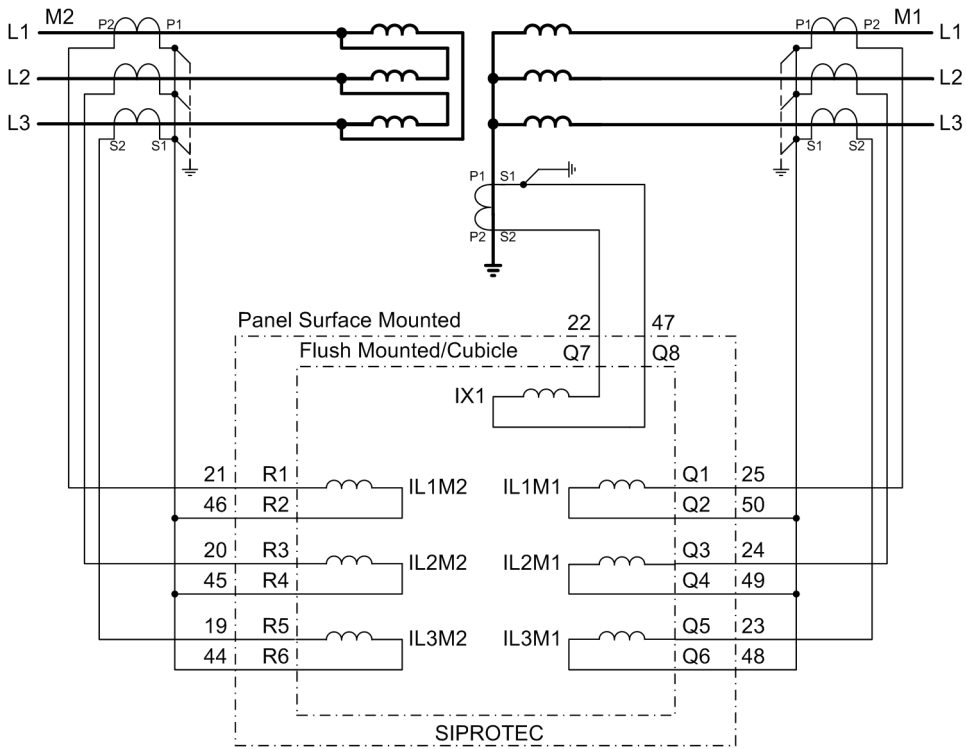 M2 M1
L1 P2 P1 P1 P2 L1
L2 L2
L3 L3
S2 S1 S1 S2
P1 S1
P2 S2
Panel Surface Mounted 22 47
Flush Mounted/Cubicle Q7 Q8
IX1
21 R1 IL1M2 IL1M1 Q1 25
46 R2 Q2 50
20 R3 IL2M2 IL2M1 Q3 24
45 R4 Q4 49
19 R5 IL3M2 IL3M1 Q5 23
44 R6 Q6 48
SIPROTEC